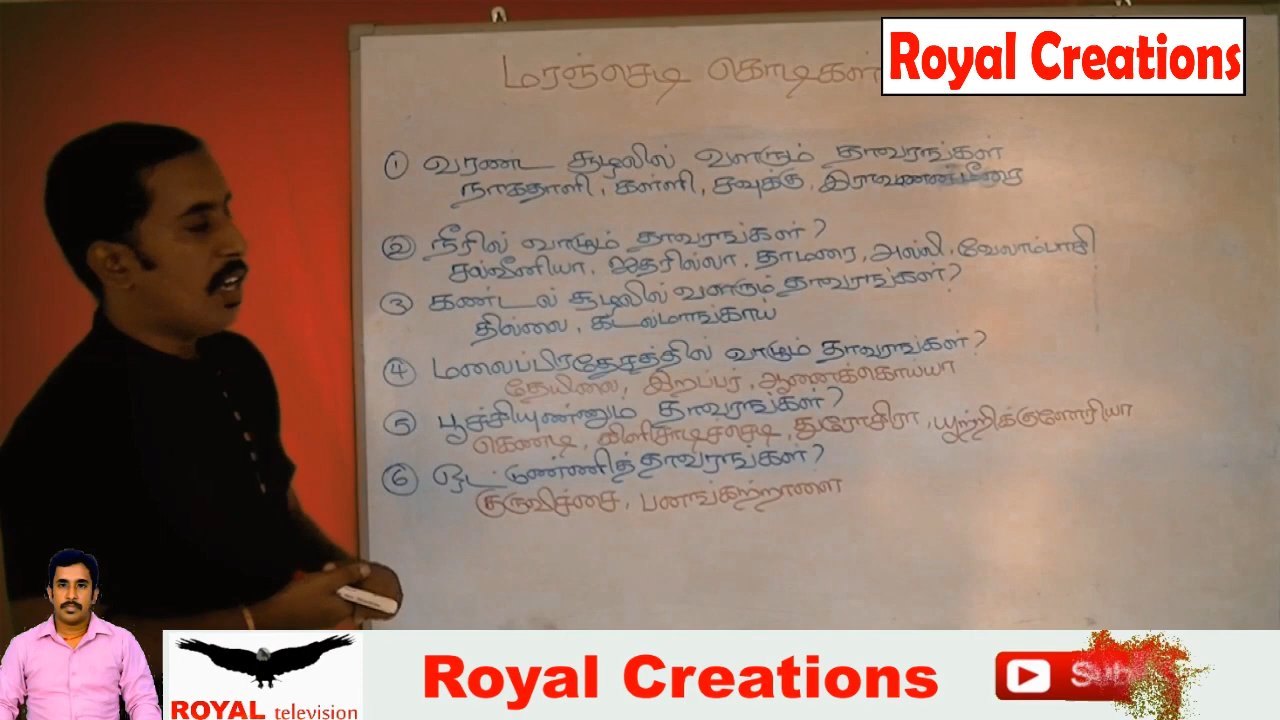 Royal Creations
மரஞ்செடி கொடிகள்
① வரண்ட சூழலில் வளரும் தாவரங்கள்
நாகதாளி, கள்ளி, சவுக்கு, இராவணன்மீசை
② நீரில் வாழும் தாவரங்கள்?
சல்வீனியா, ஐதரில்லா, தாமரை, அல்லி, வேலாம்பாசி
③ கண்டல் சூழலில் வளரும் தாவரங்கள்?
தில்லை, கடல்மாங்காய்
④ மலைப்பிரதேசத்தில் வாழும் தாவரங்கள்?
தேயிலை, இறப்பர், ஆனைக்கொய்யா
⑤ பூச்சியுண்ணும் தாவரங்கள்?
கெண்டி, துரோசிரா
⑥ ஒட்டுண்ணித் தாவரங்கள்?
குருவிச்சை, பனங்கற்றாளை
ROYAL television
Royal Creations